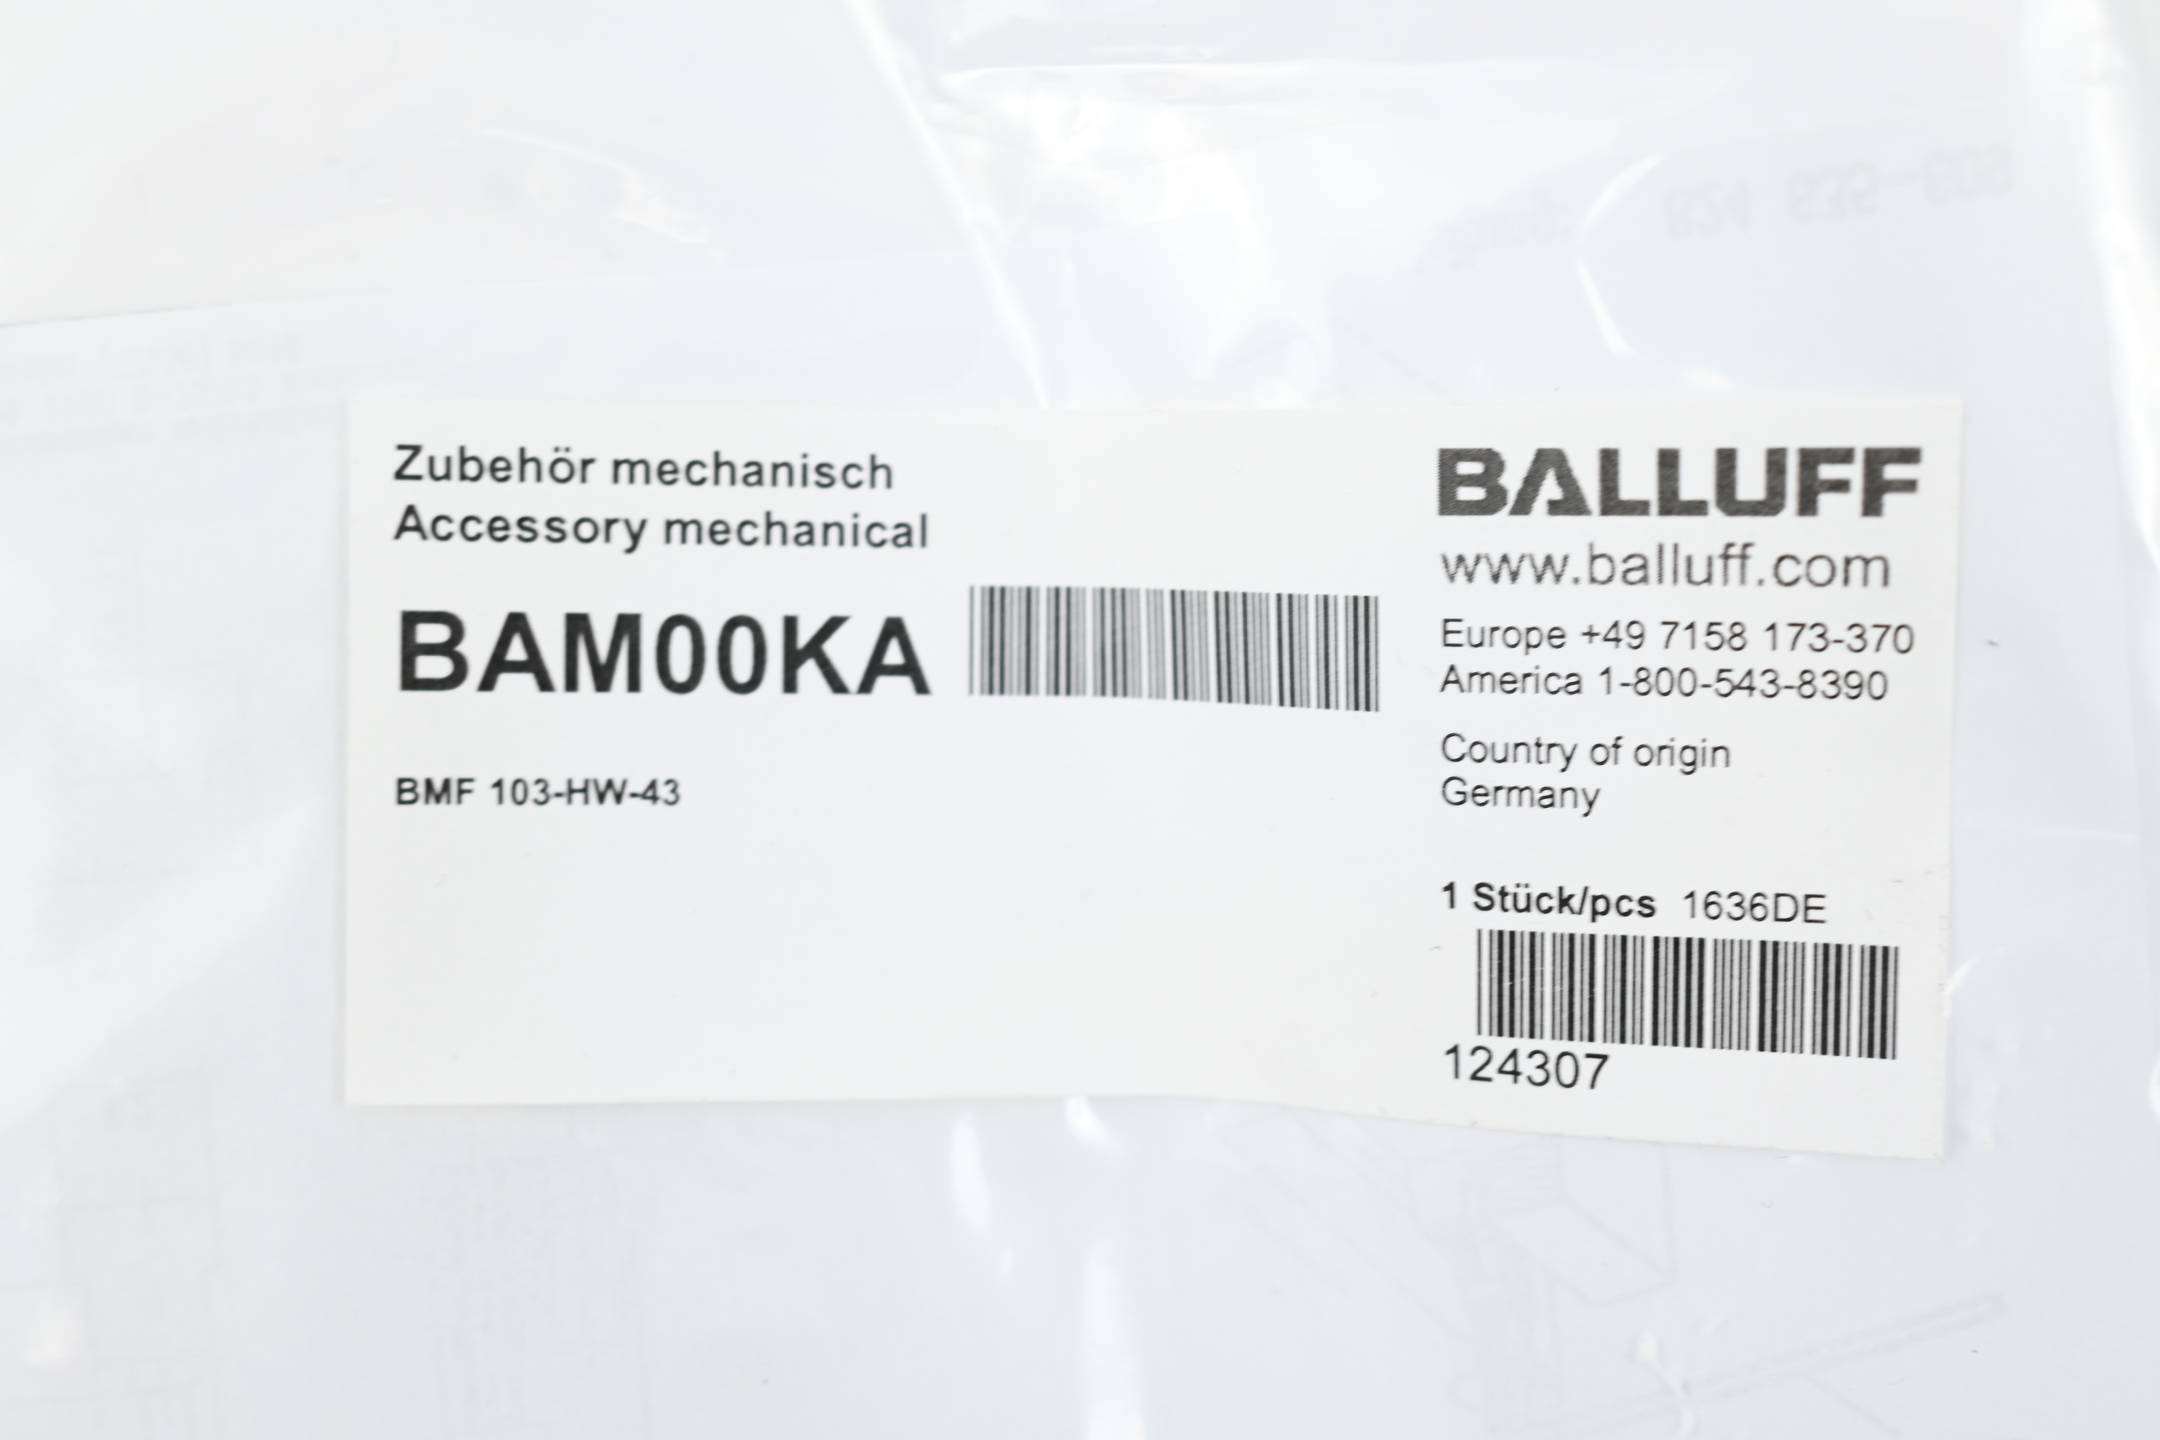 Zubehör mechanisch
Accessory mechanical
BAM00KA
BMF 103-HW-43
BALLUFF
www.balluff.com
Europe +49 7158 173-370
America 1-800-543-8390
Country of origin
Germany
1 Stück/pcs 1636DE
124307